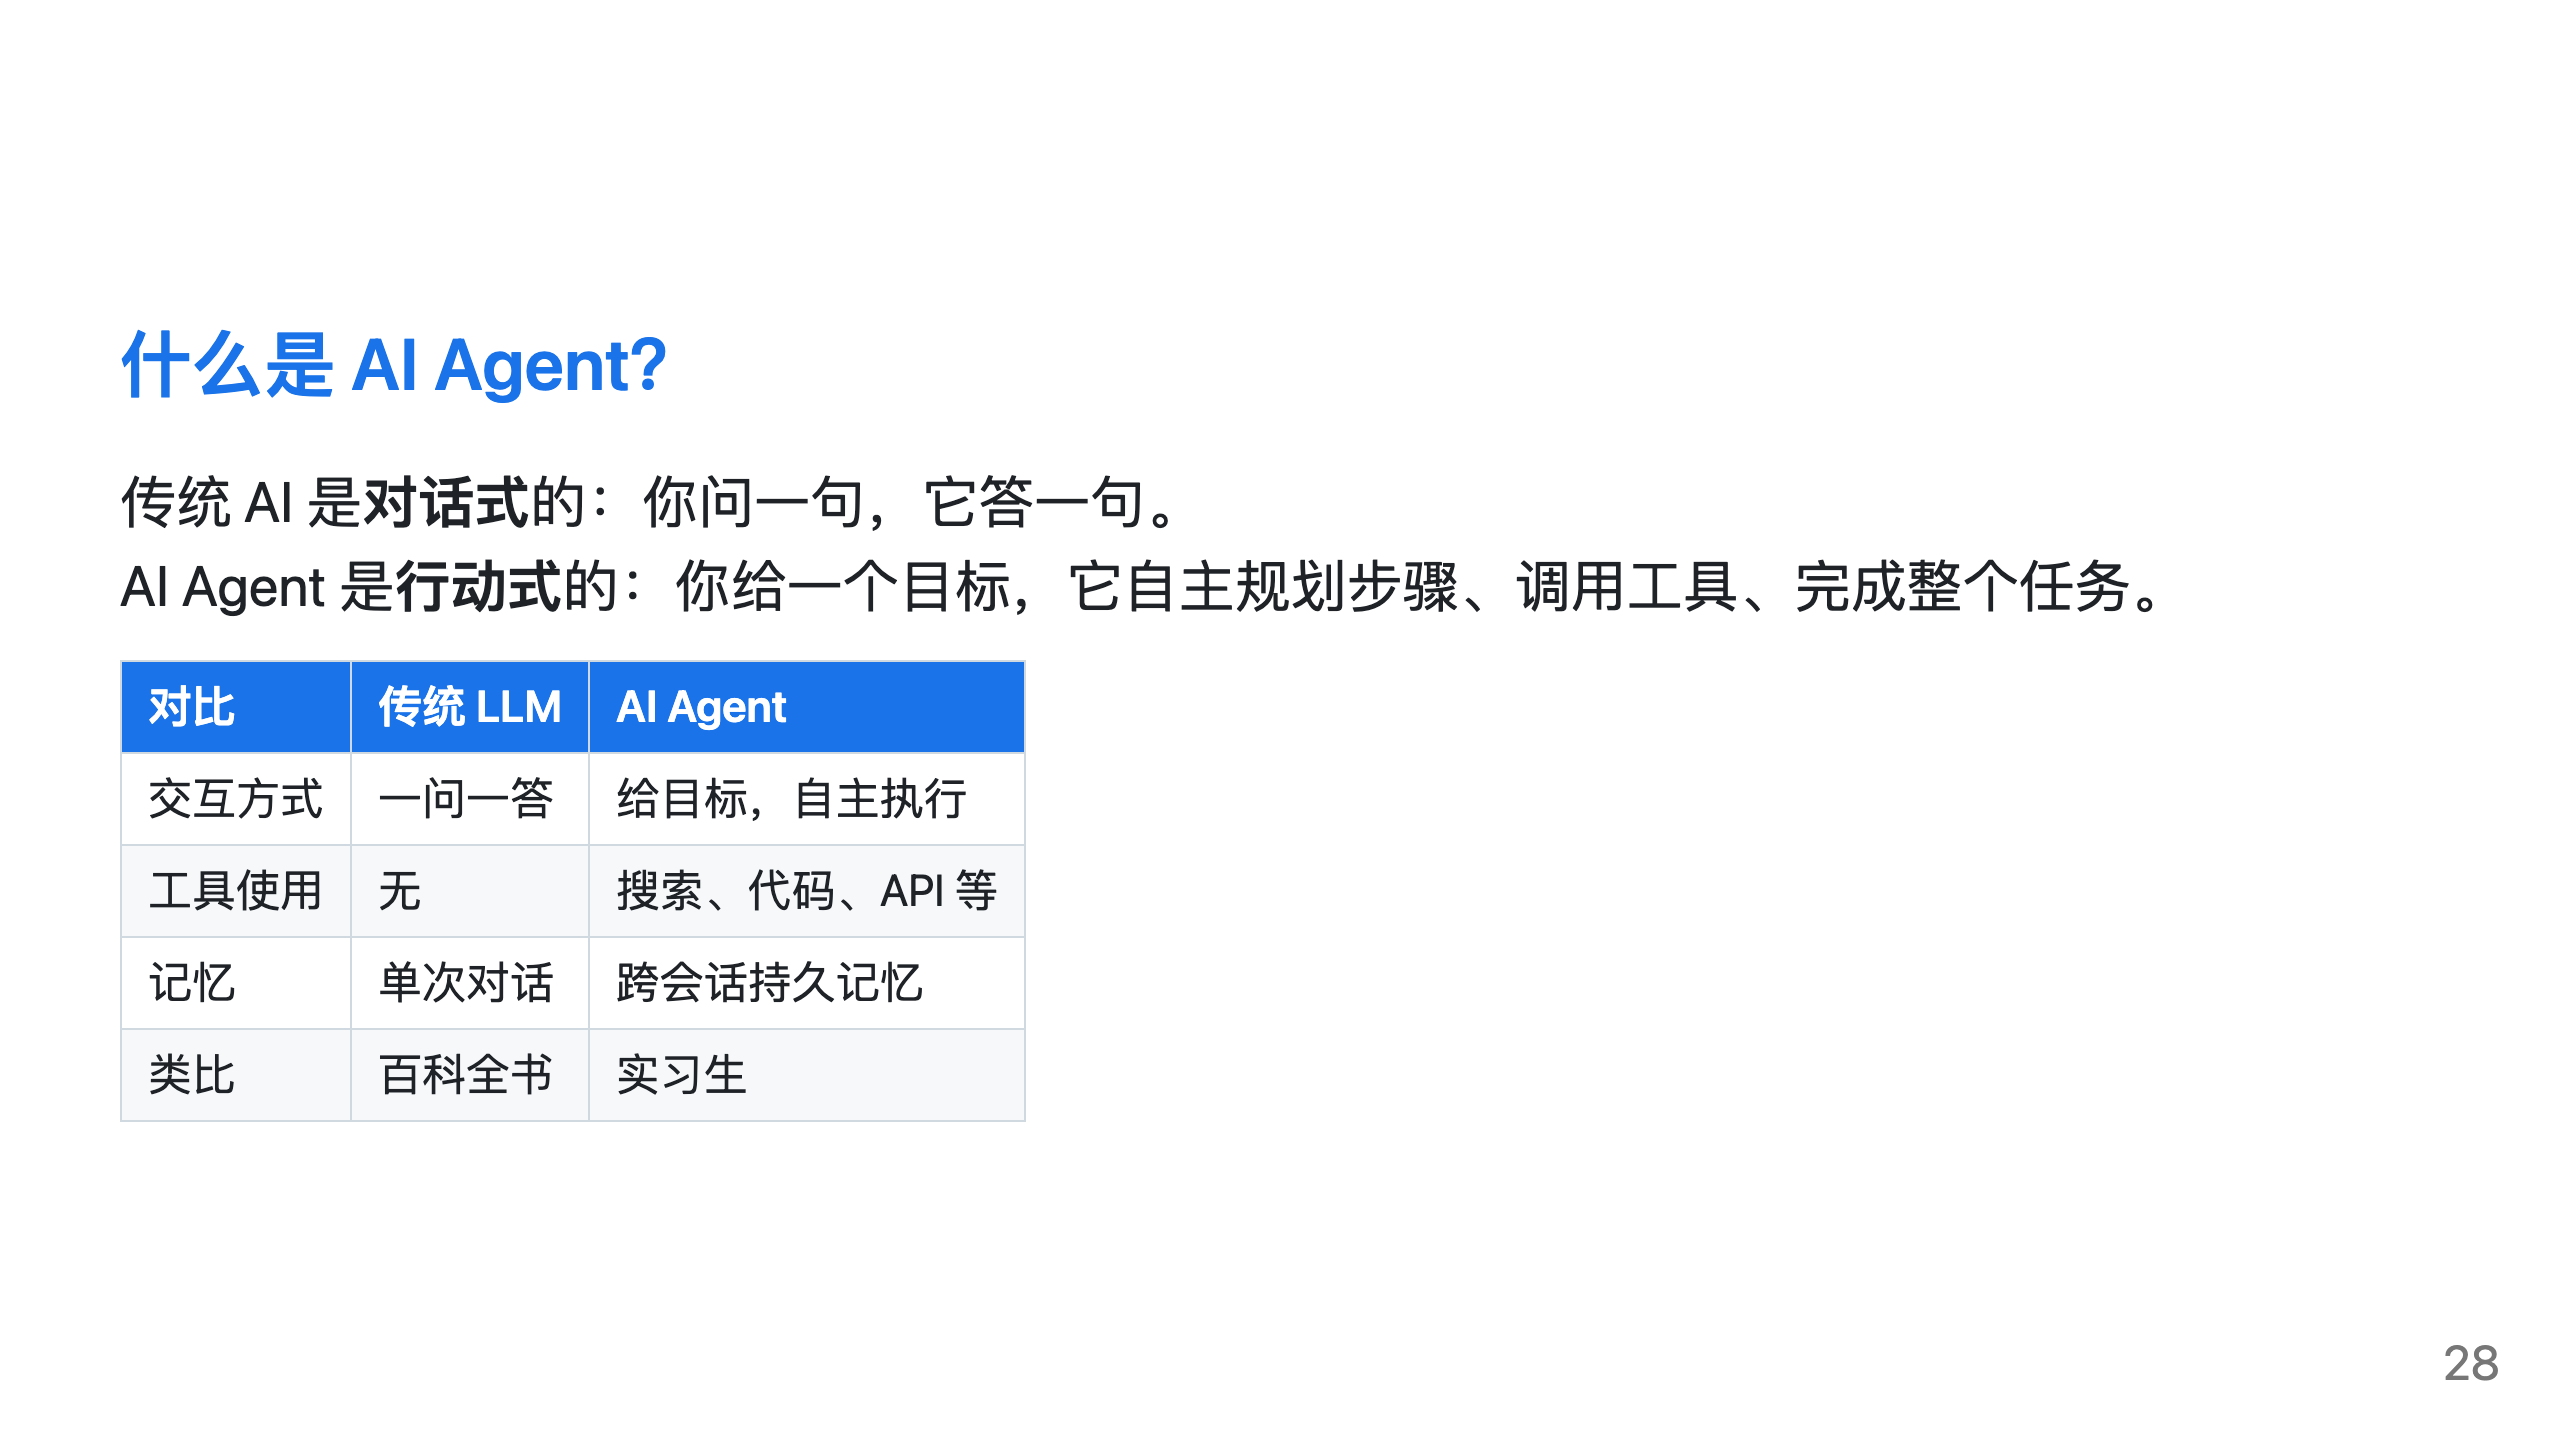 什么是 AI Agent?
传统 AI 是对话式的：你问一句，它答一句。
AI Agent 是行动式的：你给一个目标，它自主规划步骤、调用工具、完成整个任务。
对比 传统 LLM AI Agent
交互方式 一问一答 给目标，自主执行
工具使用 无 搜索、代码、API 等
记忆 单次对话 跨会话持久记忆
类比 百科全书 实习生
28